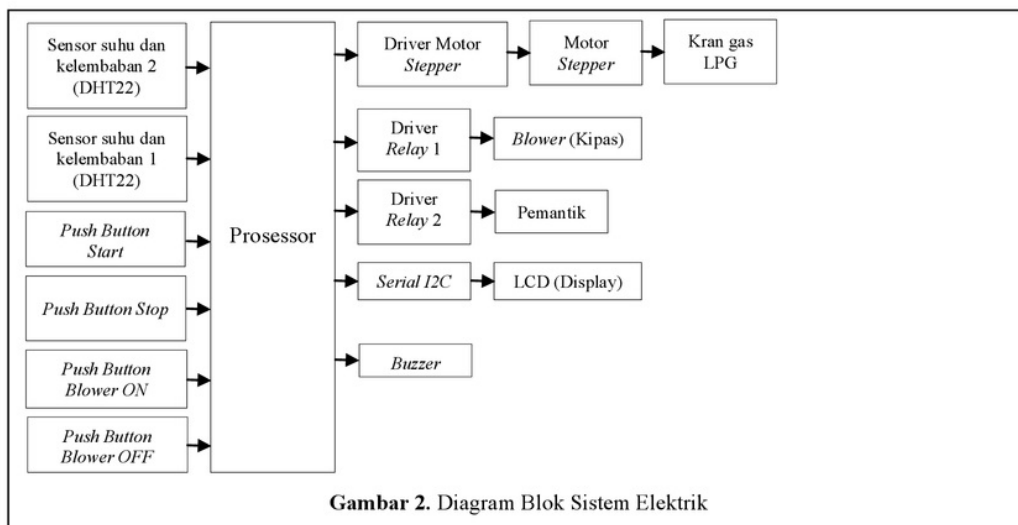 Sensor suhu dan
kelembaban 2
(DHT22)
Sensor suhu dan
kelembaban 1
(DHT22)
Push Button
Start
Push Button Stop
Push Button
Blower ON
Push Button
Blower OFF
Prosessor
Driver Motor
Stepper
Motor
Stepper
Kran gas
LPG
Driver
Relay 1
Blower (Kipas)
Driver
Relay 2
Pemantik
Serial I2C
LCD (Display)
Buzzer
Gambar 2. Diagram Blok Sistem Elektrik